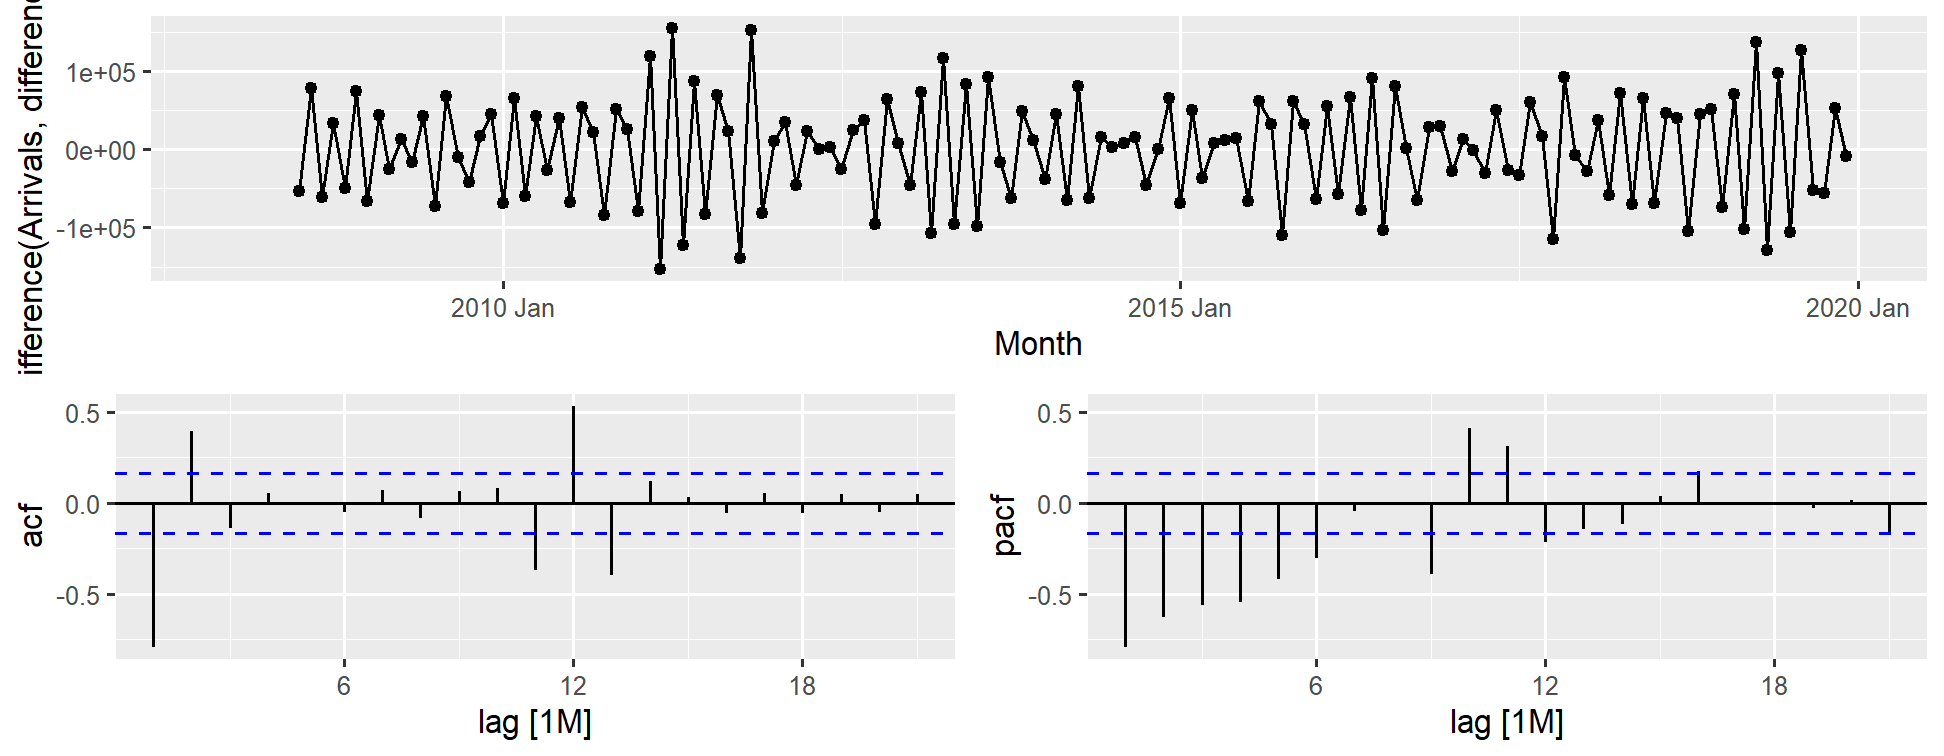 ifference(Arrivals, differenc
1e+05
0e+00
-1e+05
2010 Jan 2015 Jan 2020 Jan
Month
acf
0.5
0.0
-0.5
6 12 18
lag [1M]
pacf
0.5
0.0
-0.5
6 12 18
lag [1M]